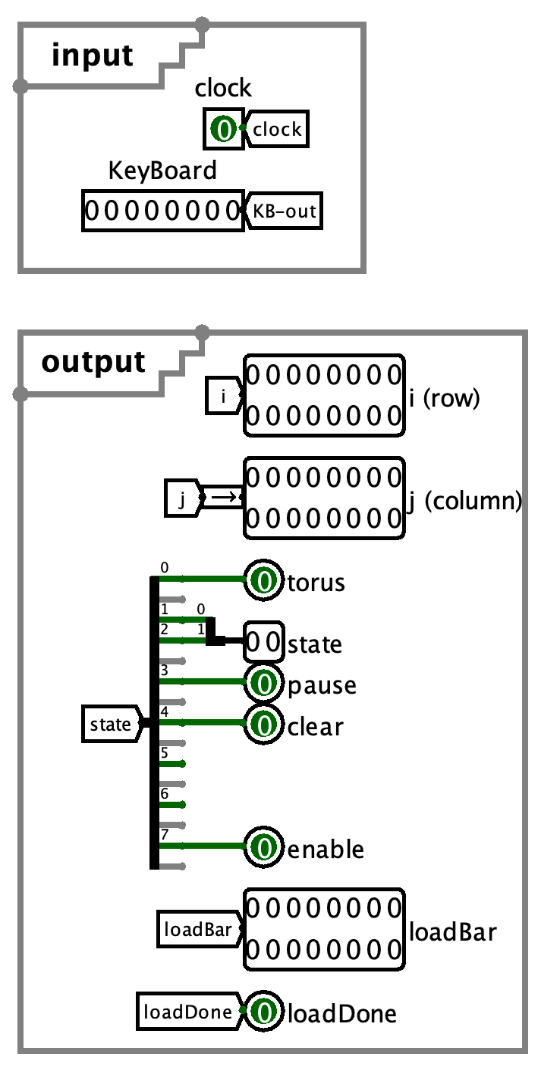 input
clock
0 clock
KeyBoard
00000000 KB-out
output
00000000
i i (row)
00000000
00000000
j → j (column)
00000000
0 0 torus
1 0
2 1 00 state
3 0 pause
state 4 0 clear
5
6
7 0 enable
00000000
loadBar loadBar
00000000
loadDone 0 loadDone